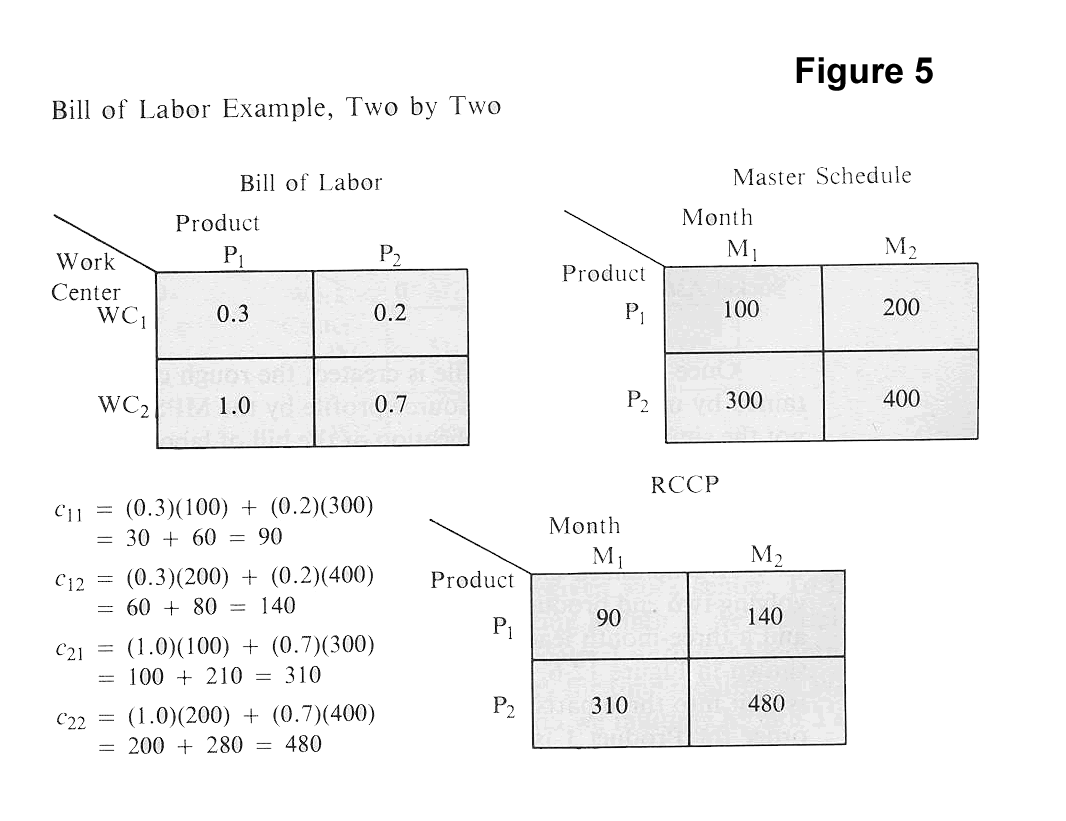 Figure 5
Bill of Labor Example, Two by Two
Bill of Labor
Product
P1 P2
Work
Center
WC1 0.3 0.2
WC2 1.0 0.7
Master Schedule
Month
M1 M2
Product
P1 100 200
P2 300 400
c11 = (0.3)(100) + (0.2)(300)
= 30 + 60 = 90
c12 = (0.3)(200) + (0.2)(400)
= 60 + 80 = 140
c21 = (1.0)(100) + (0.7)(300)
= 100 + 210 = 310
c22 = (1.0)(200) + (0.7)(400)
= 200 + 280 = 480
RCCP
Month
M1 M2
Product
P1 90 140
P2 310 480